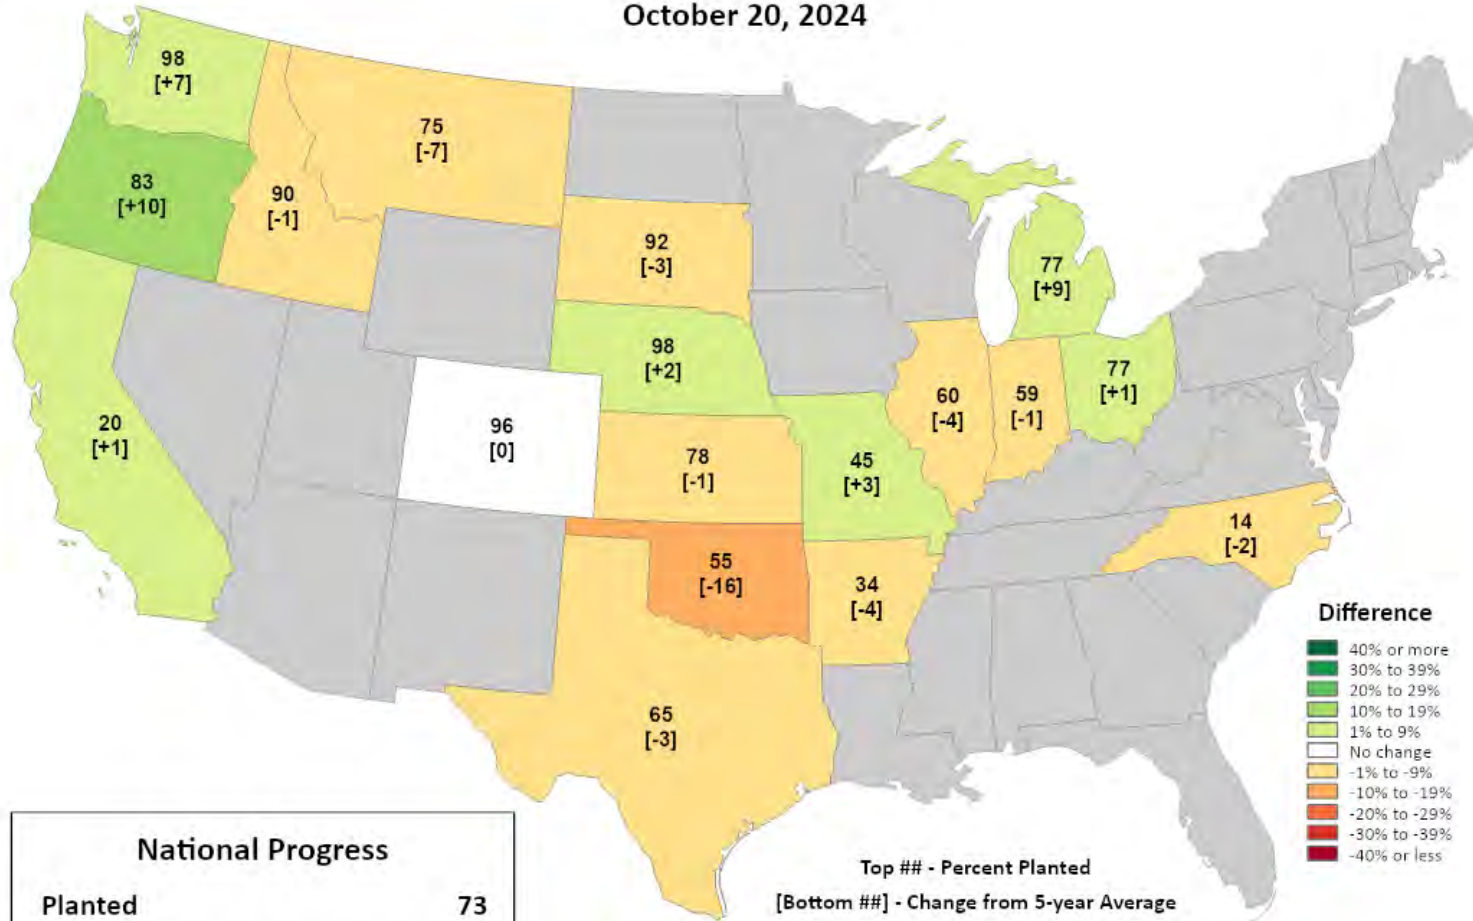 October 20, 2024
98
[+7]
75
[-7]
83
[+10]
90
[-1]
92
[-3]
77
[+9]
98
[+2]
77
[+1]
60
[-4]
59
[-1]
20
[+1]
96
[0]
78
[-1]
45
[+3]
14
[-2]
55
[-16]
34
[-4]
65
[-3]
Difference
40% or more
30% to 39%
20% to 29%
10% to 19%
1% to 9%
No change
-1% to -9%
-10% to -19%
-20% to -29%
-30% to -39%
-40% or less
National Progress
Planted 73
Top ## - Percent Planted
[Bottom ##] - Change from 5-year Average